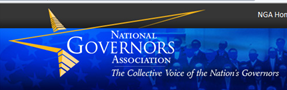 NGA Hom
NATIONAL
GOVERNORS
ASSOCIATION
The Collective Voice of the Nation's Governors